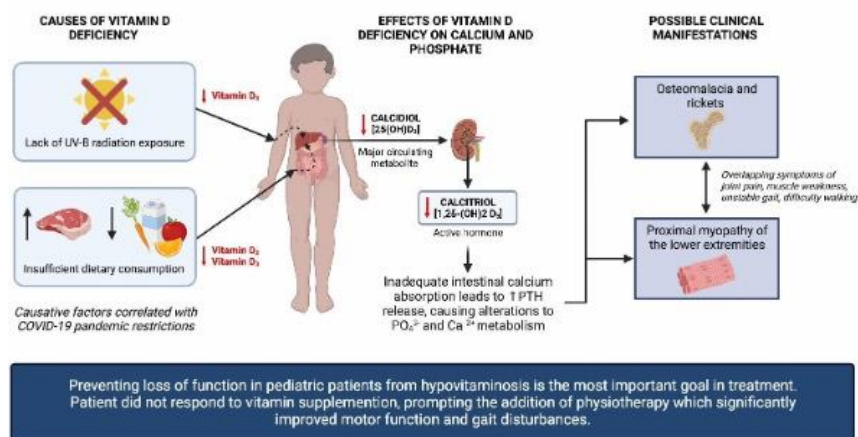 CAUSES OF VITAMIN D
DEFICIENCY
EFFECTS OF VITAMIN D
DEFICIENCY ON CALCIUM AND
PHOSPHATE
POSSIBLE CLINICAL
MANIFESTATIONS
Lack of UV-B radiation exposure
↓ Vitamin D₃
↑
↓
Insufficient dietary consumption
↓ Vitamin D₂
↓ Vitamin D₃
Causative factors correlated with
COVID-19 pandemic restrictions
↓ CALCIDIOL
[25(OH)D₃]
Major circulating
metabolite
↓ CALCITRIOL
[1,25-(OH)2 D₃]
Active hormone
Inadequate intestinal calcium
absorption leads to ↑PTH
release, causing alterations to
PO₄³⁻ and Ca ²⁺ metabolism
Osteomalacia and
rickets
Overlapping symptoms of
joint pain, muscle weakness,
unstable gait, difficulty walking
Proximal myopathy of
the lower extremities
Preventing loss of function in pediatric patients from hypovitaminosis is the most important goal in treatment.
Patient did not respond to vitamin supplemention, prompting the addition of physiotherapy which significantly
improved motor function and gait disturbances.